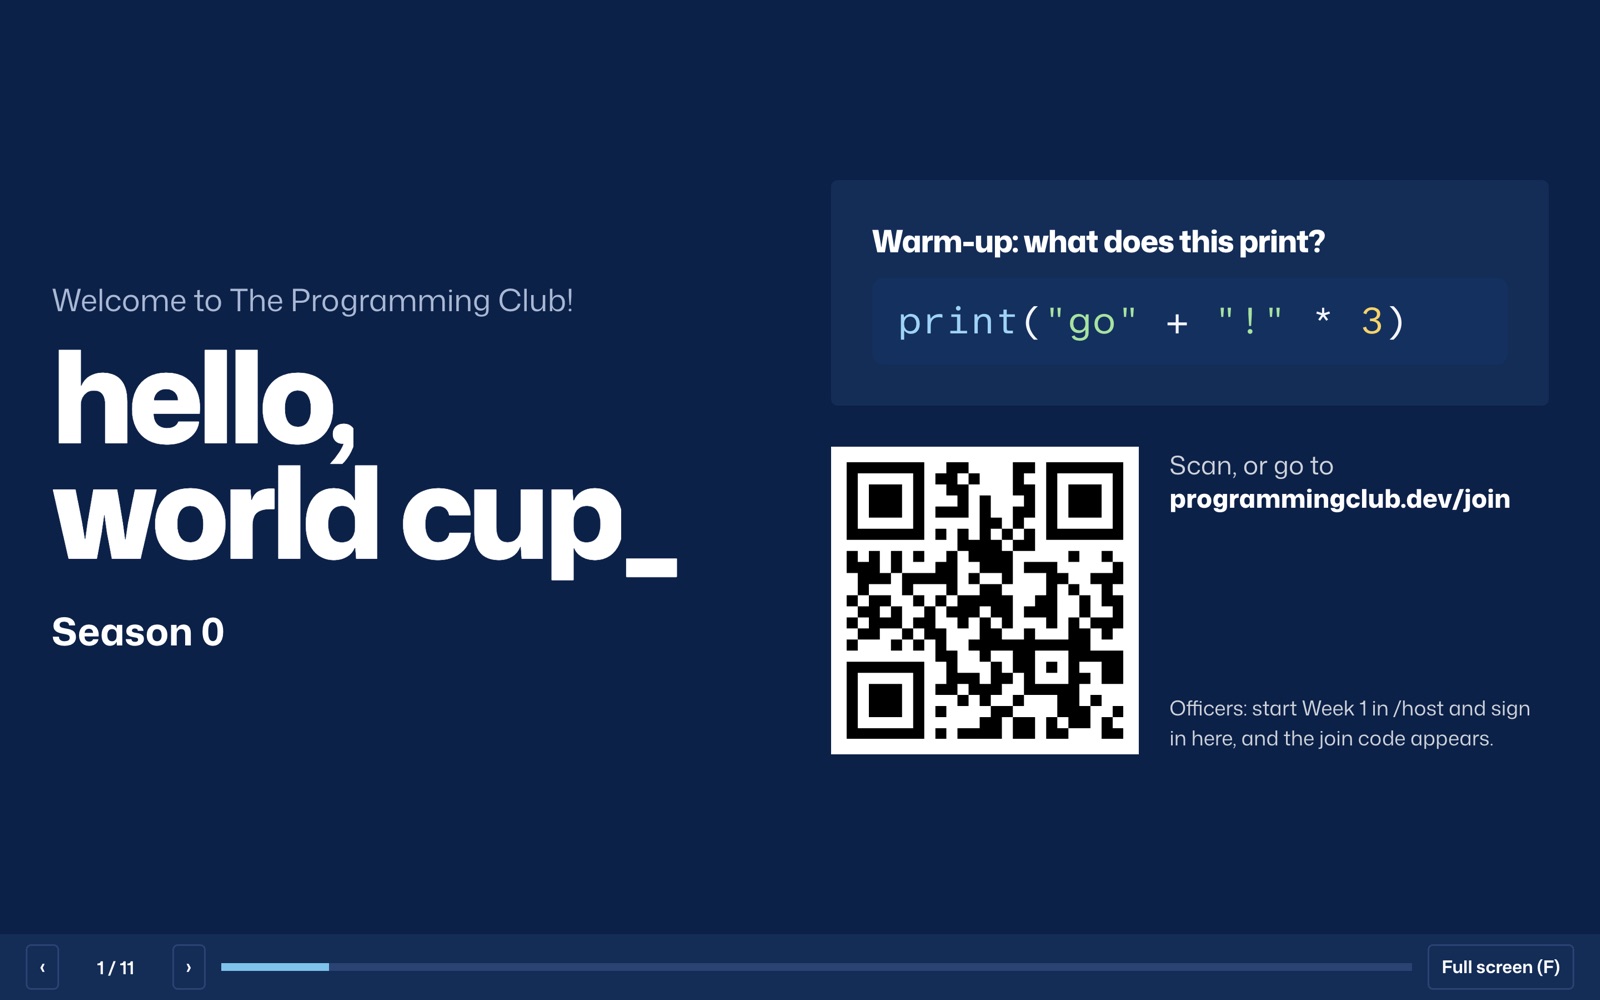 Welcome to The Programming Club!
hello,
world cup_
Season 0
Warm-up: what does this print?
print("go" + "!" * 3)
Scan, or go to
programmingclub.dev/join
Officers: start Week 1 in /host and sign
in here, and the join code appears.
‹ 1 / 11 › Full screen (F)